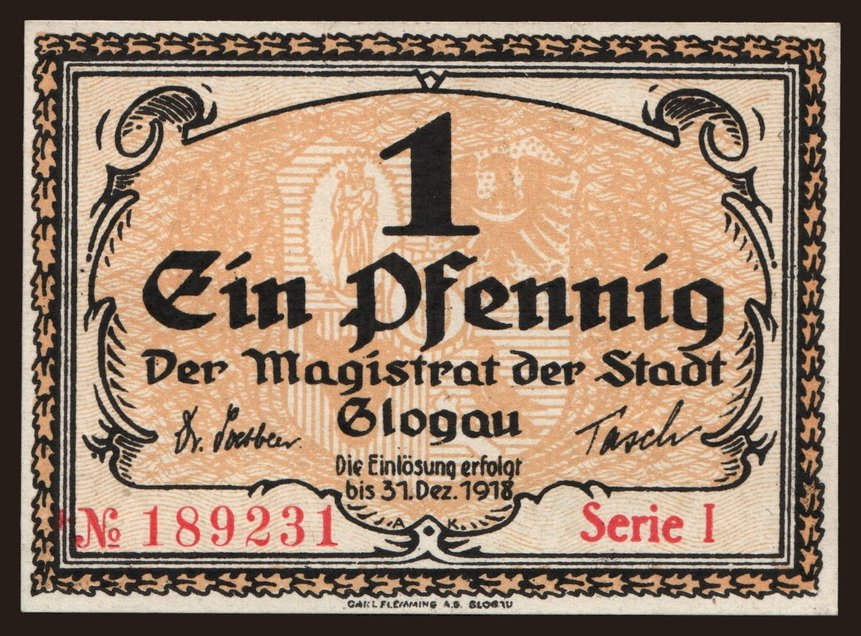 1
Ein Pfennig
Der Magistrat der Stadt
Glogau
Dr.
Die Einlösung erfolgt
bis 31. Dez. 1918
A K
№ 189231
Serie I
CARL FLEMMING A.G. GLOGAU